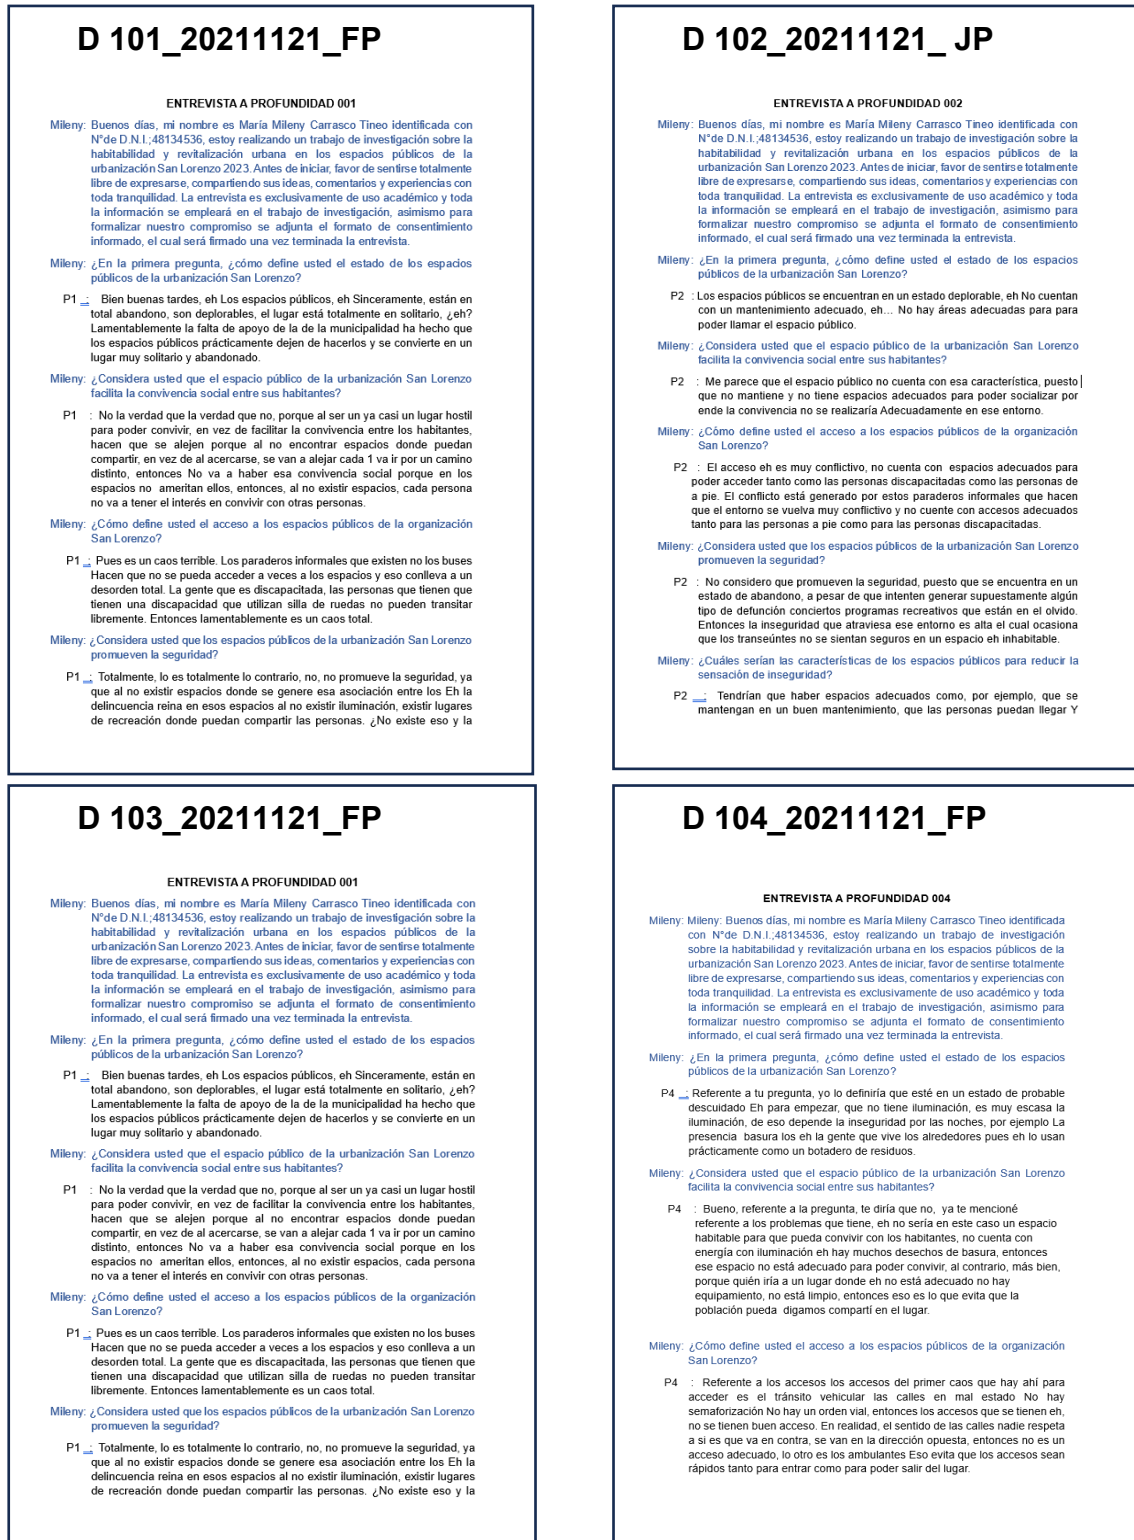 D 101_20211121_FP
ENTREVISTA A PROFUNDIDAD 001
Mileny: Buenos días, mi nombre es María Mileny Carrasco Tineo identificada con
N°de D.N.I.;48134536, estoy realizando un trabajo de investigación sobre la
habitabilidad y revitalización urbana en los espacios públicos de la
urbanización San Lorenzo 2023. Antes de iniciar, favor de sentirse totalmente
libre de expresarse, compartiendo sus ideas, comentarios y experiencias con
toda tranquilidad. La entrevista es exclusivamente de uso académico y toda
la información se empleará en el trabajo de investigación, asimismo para
formalizar nuestro compromiso se adjunta el formato de consentimiento
informado, el cual será firmado una vez terminada la entrevista.
Mileny: ¿En la primera pregunta, ¿cómo define usted el estado de los espacios
públicos de la urbanización San Lorenzo?
P1 : Bien buenas tardes, eh Los espacios públicos, eh Sinceramente, están en
total abandono, son deplorables, el lugar está totalmente en solitario, ¿eh?
Lamentablemente la falta de apoyo de la de la municipalidad ha hecho que
los espacios públicos prácticamente dejen de hacerlos y se convierte en un
lugar muy solitario y abandonado.
Mileny: ¿Considera usted que el espacio público de la urbanización San Lorenzo
facilita la convivencia social entre sus habitantes?
P1 : No la verdad que la verdad que no, porque al ser un ya casi un lugar hostil
para poder convivir, en vez de facilitar la convivencia entre los habitantes,
hacen que se alejen porque al no encontrar espacios donde puedan
compartir, en vez de al acercarse, se van a alejar cada 1 va ir por un camino
distinto, entonces No va a haber esa convivencia social porque en los
espacios no ameritan ellos, entonces, al no existir espacios, cada persona
no va a tener el interés en convivir con otras personas.
Mileny: ¿Cómo define usted el acceso a los espacios públicos de la organización
San Lorenzo?
P1 : Pues es un caos terrible. Los paraderos informales que existen no los buses
Hacen que no se pueda acceder a veces a los espacios y eso conlleva a un
desorden total. La gente que es discapacitada, las personas que tienen que
tienen una discapacidad que utilizan silla de ruedas no pueden transitar
libremente. Entonces lamentablemente es un caos total.
Mileny: ¿Considera usted que los espacios públicos de la urbanización San Lorenzo
promueven la seguridad?
P1 : Totalmente, lo es totalmente lo contrario, no, no promueve la seguridad, ya
que al no existir espacios donde se genere esa asociación entre los Eh la
delincuencia reina en esos espacios al no existir iluminación, existir lugares
de recreación donde puedan compartir las personas. ¿No existe eso y la
D 102_20211121_ JP
ENTREVISTA A PROFUNDIDAD 002
Mileny: Buenos días, mi nombre es María Mileny Carrasco Tineo identificada con
N°de D.N.I.;48134536, estoy realizando un trabajo de investigación sobre la
habitabilidad y revitalización urbana en los espacios públicos de la
urbanización San Lorenzo 2023. Antes de iniciar, favor de sentirse totalmente
libre de expresarse, compartiendo sus ideas, comentarios y experiencias con
toda tranquilidad. La entrevista es exclusivamente de uso académico y toda
la información se empleará en el trabajo de investigación, asimismo para
formalizar nuestro compromiso se adjunta el formato de consentimiento
informado, el cual será firmado una vez terminada la entrevista.
Mileny: ¿En la primera pregunta, ¿cómo define usted el estado de los espacios
públicos de la urbanización San Lorenzo?
P2 : Los espacios públicos se encuentran en un estado deplorable, eh No cuentan
con un mantenimiento adecuado, eh... No hay áreas adecuadas para para
poder llamar el espacio público.
Mileny: ¿Considera usted que el espacio público de la urbanización San Lorenzo
facilita la convivencia social entre sus habitantes?
P2 : Me parece que el espacio público no cuenta con esa característica, puesto
que no mantiene y no tiene espacios adecuados para poder socializar por
ende la convivencia no se realizaría Adecuadamente en ese entorno.
Mileny: ¿Cómo define usted el acceso a los espacios públicos de la organización
San Lorenzo?
P2 : El acceso eh es muy conflictivo, no cuenta con espacios adecuados para
poder acceder tanto como las personas discapacitadas como las personas de
a pie. El conflicto está generado por estos paraderos informales que hacen
que el entorno se vuelva muy conflictivo y no cuente con accesos adecuados
tanto para las personas a pie como para las personas discapacitadas.
Mileny: ¿Considera usted que los espacios públicos de la urbanización San Lorenzo
promueven la seguridad?
P2 : No considero que promueven la seguridad, puesto que se encuentra en un
estado de abandono, a pesar de que intenten generar supuestamente algún
tipo de defunción conciertos programas recreativos que están en el olvido.
Entonces la inseguridad que atraviesa ese entorno es alta el cual ocasiona
que los transeúntes no se sientan seguros en un espacio eh inhabitable.
Mileny: ¿Cuáles serían las características de los espacios públicos para reducir la
sensación de inseguridad?
P2 : Tendrían que haber espacios adecuados como, por ejemplo, que se
mantengan en un buen mantenimiento, que las personas puedan llegar Y
D 103_20211121_FP
ENTREVISTA A PROFUNDIDAD 001
Mileny: Buenos días, mi nombre es María Mileny Carrasco Tineo identificada con
N°de D.N.I.;48134536, estoy realizando un trabajo de investigación sobre la
habitabilidad y revitalización urbana en los espacios públicos de la
urbanización San Lorenzo 2023. Antes de iniciar, favor de sentirse totalmente
libre de expresarse, compartiendo sus ideas, comentarios y experiencias con
toda tranquilidad. La entrevista es exclusivamente de uso académico y toda
la información se empleará en el trabajo de investigación, asimismo para
formalizar nuestro compromiso se adjunta el formato de consentimiento
informado, el cual será firmado una vez terminada la entrevista.
Mileny: ¿En la primera pregunta, ¿cómo define usted el estado de los espacios
públicos de la urbanización San Lorenzo?
P1 : Bien buenas tardes, eh Los espacios públicos, eh Sinceramente, están en
total abandono, son deplorables, el lugar está totalmente en solitario, ¿eh?
Lamentablemente la falta de apoyo de la de la municipalidad ha hecho que
los espacios públicos prácticamente dejen de hacerlos y se convierte en un
lugar muy solitario y abandonado.
Mileny: ¿Considera usted que el espacio público de la urbanización San Lorenzo
facilita la convivencia social entre sus habitantes?
P1 : No la verdad que la verdad que no, porque al ser un ya casi un lugar hostil
para poder convivir, en vez de facilitar la convivencia entre los habitantes,
hacen que se alejen porque al no encontrar espacios donde puedan
compartir, en vez de al acercarse, se van a alejar cada 1 va ir por un camino
distinto, entonces No va a haber esa convivencia social porque en los
espacios no ameritan ellos, entonces, al no existir espacios, cada persona
no va a tener el interés en convivir con otras personas.
Mileny: ¿Cómo define usted el acceso a los espacios públicos de la organización
San Lorenzo?
P1 : Pues es un caos terrible. Los paraderos informales que existen no los buses
Hacen que no se pueda acceder a veces a los espacios y eso conlleva a un
desorden total. La gente que es discapacitada, las personas que tienen que
tienen una discapacidad que utilizan silla de ruedas no pueden transitar
libremente. Entonces lamentablemente es un caos total.
Mileny: ¿Considera usted que los espacios públicos de la urbanización San Lorenzo
promueven la seguridad?
P1 : Totalmente, lo es totalmente lo contrario, no, no promueve la seguridad, ya
que al no existir espacios donde se genere esa asociación entre los Eh la
delincuencia reina en esos espacios al no existir iluminación, existir lugares
de recreación donde puedan compartir las personas. ¿No existe eso y la
D 104_20211121_FP
ENTREVISTA A PROFUNDIDAD 004
Mileny: Mileny: Buenos días, mi nombre es María Mileny Carrasco Tineo identificada
con N°de D.N.I.;48134536, estoy realizando un trabajo de investigación
sobre la habitabilidad y revitalización urbana en los espacios públicos de la
urbanización San Lorenzo 2023. Antes de iniciar, favor de sentirse totalmente
libre de expresarse, compartiendo sus ideas, comentarios y experiencias con
toda tranquilidad. La entrevista es exclusivamente de uso académico y toda
la información se empleará en el trabajo de investigación, asimismo para
formalizar nuestro compromiso se adjunta el formato de consentimiento
informado, el cual será firmado una vez terminada la entrevista.
Mileny: ¿En la primera pregunta, ¿cómo define usted el estado de los espacios
públicos de la urbanización San Lorenzo?
P4 : Referente a tu pregunta, yo lo definiría que esté en un estado de probable
descuidado Eh para empezar, que no tiene iluminación, es muy escasa la
iluminación, de eso depende la inseguridad por las noches, por ejemplo La
presencia basura los eh la gente que vive los alrededores pues eh lo usan
prácticamente como un botadero de residuos.
Mileny: ¿Considera usted que el espacio público de la urbanización San Lorenzo
facilita la convivencia social entre sus habitantes?
P4 : Bueno, referente a la pregunta, te diría que no, ya te mencioné
referente a los problemas que tiene, eh no sería en este caso un espacio
habitable para que pueda convivir con los habitantes, no cuenta con
energía con iluminación eh hay muchos desechos de basura, entonces
ese espacio no está adecuado para poder convivir, al contrario, más bien,
porque quién iría a un lugar donde eh no está adecuado no hay
equipamiento, no está limpio, entonces eso es lo que evita que la
población pueda digamos compartí en el lugar.
Mileny: ¿Cómo define usted el acceso a los espacios públicos de la organización
San Lorenzo?
P4 : Referente a los accesos los accesos del primer caos que hay ahí para
acceder es el tránsito vehicular las calles en mal estado No hay
semaforización No hay un orden vial, entonces los accesos que se tienen eh,
no se tienen buen acceso. En realidad, el sentido de las calles nadie respeta
a si es que va en contra, se van en la dirección opuesta, entonces no es un
acceso adecuado, lo otro es los ambulantes Eso evita que los accesos sean
rápidos tanto para entrar como para poder salir del lugar.